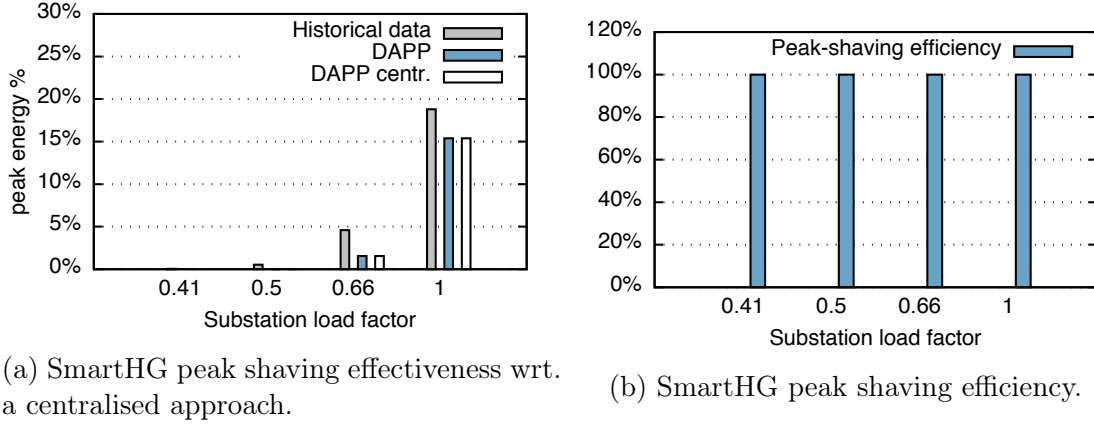 30%
25%
20%
15%
10%
5%
0%
peak energy %
Historical data
DAPP
DAPP centr.
0.41 0.5 0.66 1
Substation load factor
(a) SmartHG peak shaving effectiveness wrt.
a centralised approach.
120%
100%
80%
60%
40%
20%
0%
Peak-shaving efficiency
0.41 0.5 0.66 1
Substation load factor
(b) SmartHG peak shaving efficiency.